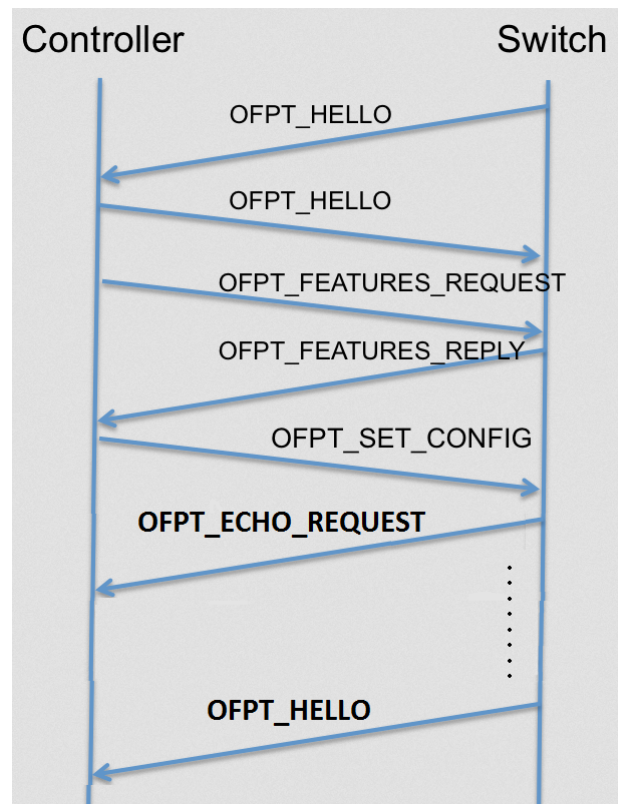 Controller Switch
OFPT_HELLO
OFPT_HELLO
OFPT_FEATURES_REQUEST
OFPT_FEATURES_REPLY
OFPT_SET_CONFIG
OFPT_ECHO_REQUEST
OFPT_HELLO